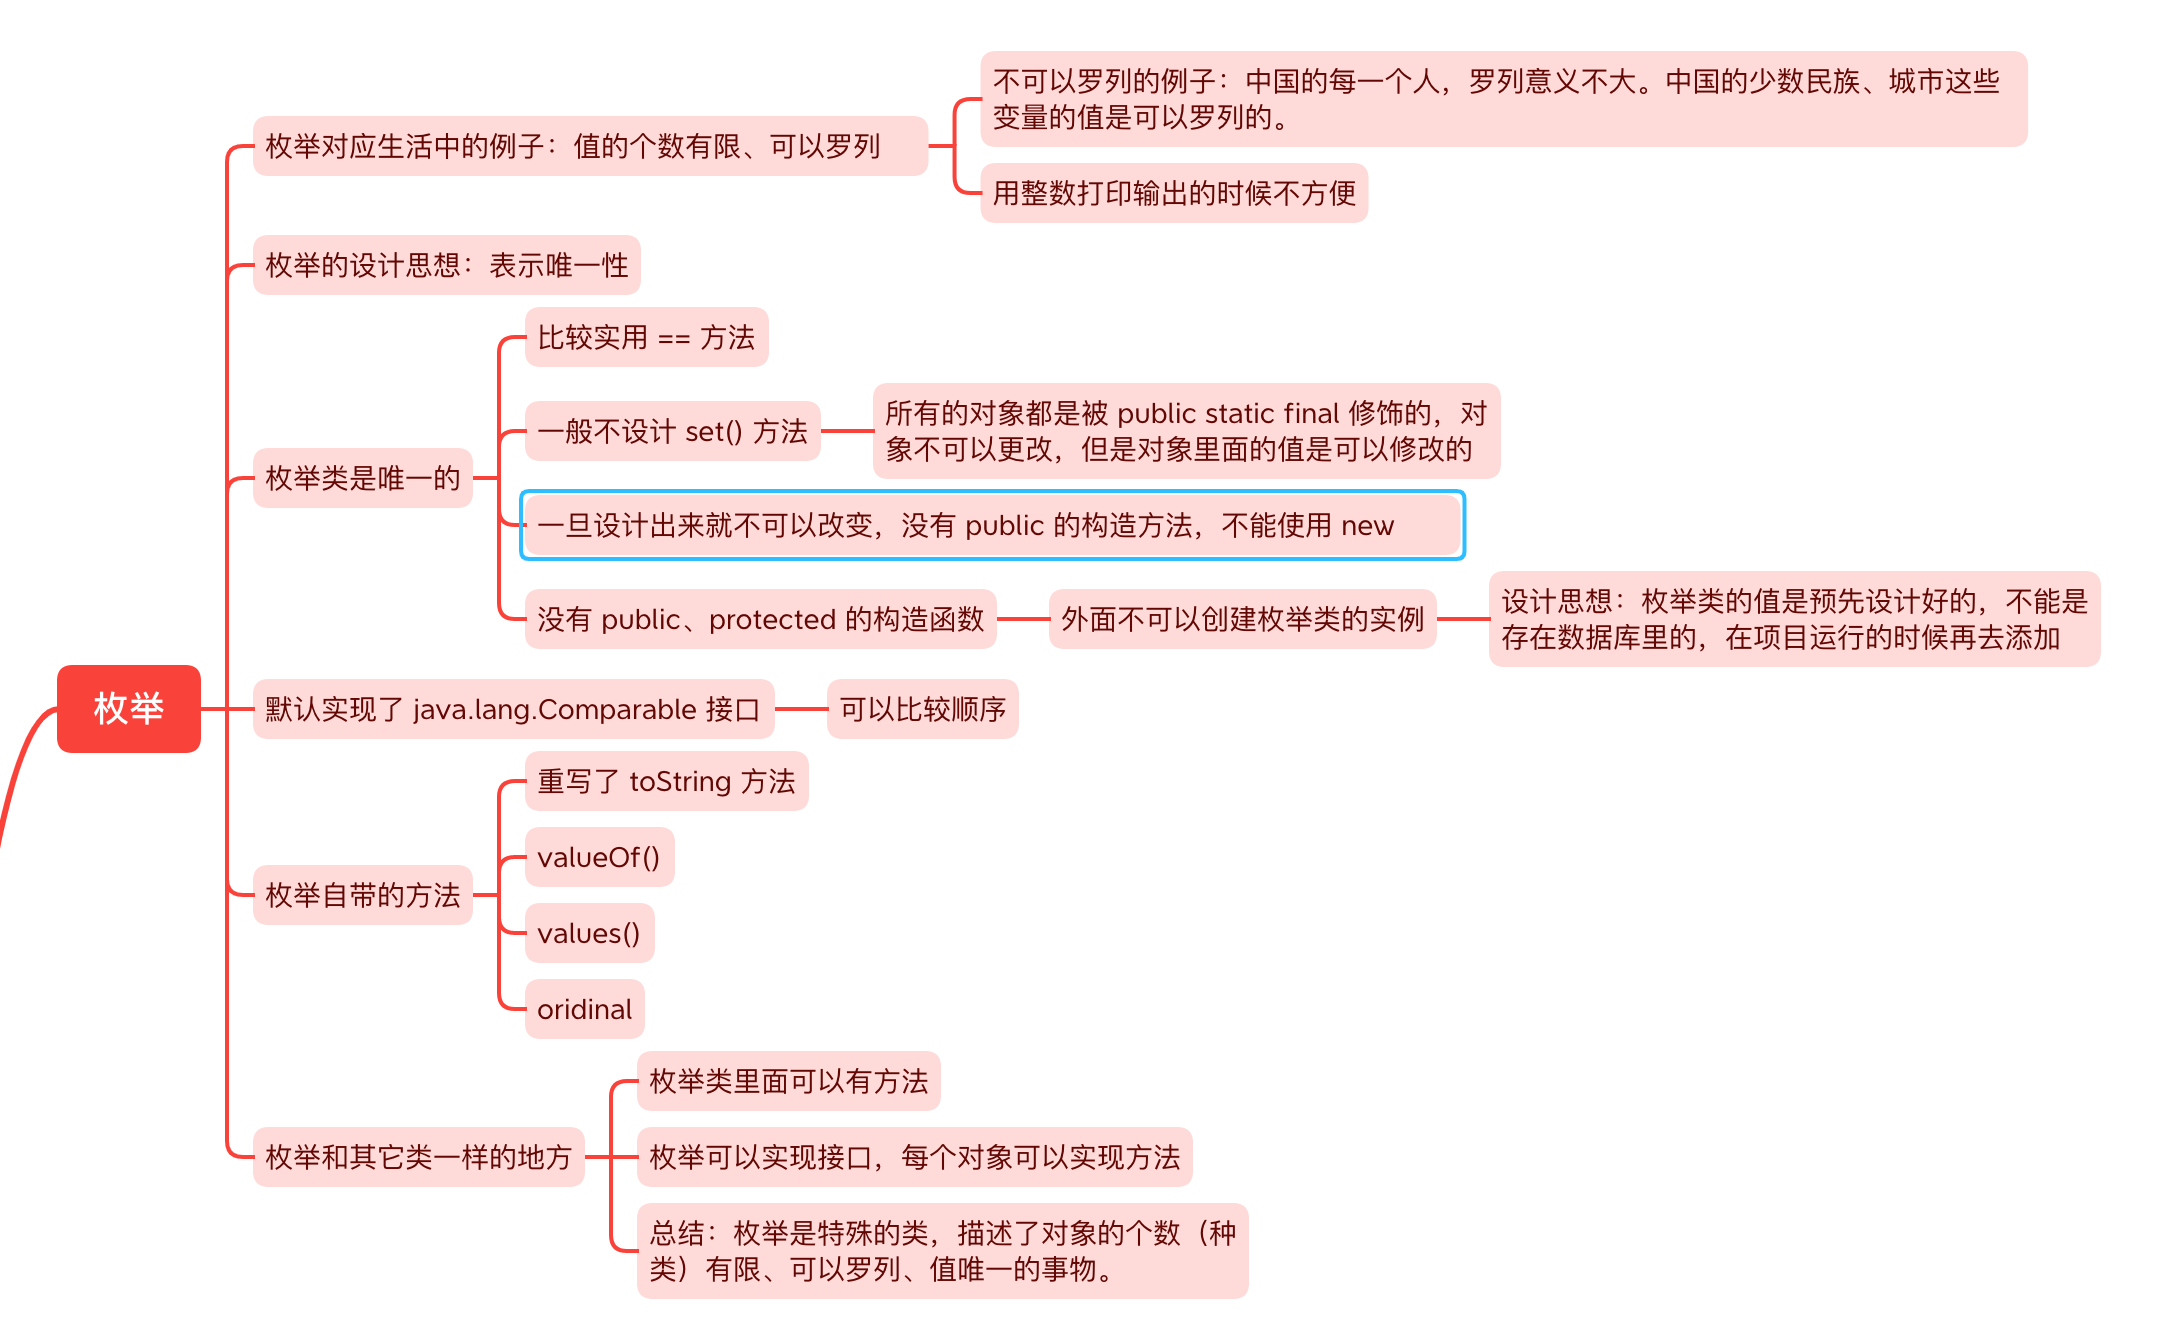 枚举
枚举对应生活中的例子：值的个数有限、可以罗列
不可以罗列的例子：中国的每一个人，罗列意义不大。中国的少数民族、城市这些
变量的值是可以罗列的。
用整数打印输出的时候不方便
枚举的设计思想：表示唯一性
枚举类是唯一的
比较实用 == 方法
一般不设计 set() 方法
所有的对象都是被 public static final 修饰的，对
象不可以更改，但是对象里面的值是可以修改的
一旦设计出来就不可以改变，没有 public 的构造方法，不能使用 new
没有 public、protected 的构造函数
外面不可以创建枚举类的实例
设计思想：枚举类的值是预先设计好的，不能是
存在数据库里的，在项目运行的时候再去添加
默认实现了 java.lang.Comparable 接口
可以比较顺序
枚举自带的方法
重写了 toString 方法
valueOf()
values()
oridinal
枚举和其它类一样的地方
枚举类里面可以有方法
枚举可以实现接口，每个对象可以实现方法
总结：枚举是特殊的类，描述了对象的个数（种
类）有限、可以罗列、值唯一的事物。